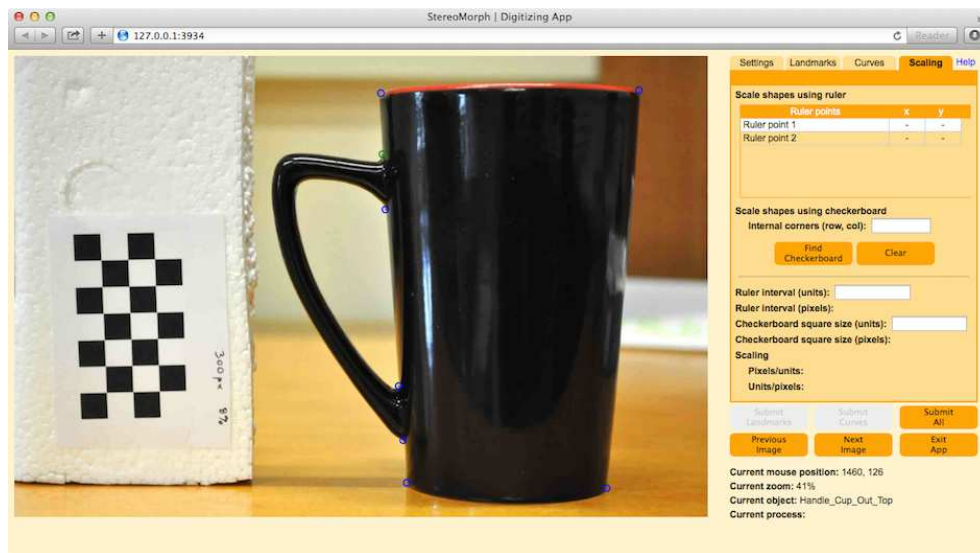 StereoMorph | Digitizing App
127.0.0.1:3934
Reader
Settings Landmarks Curves Scaling Help
Scale shapes using ruler
Ruler points x y
Ruler point 1 - -
Ruler point 2 - -
Scale shapes using checkerboard
Internal corners (row, col):
Find Checkerboard
Clear
Ruler interval (units):
Ruler interval (pixels):
Checkerboard square size (units):
Checkerboard square size (pixels):
Scaling
Pixels/units:
Units/pixels:
Submit Landmarks
Submit Curves
Submit All
Previous Image
Next Image
Exit App
Current mouse position: 1460, 126
Current zoom: 41%
Current object: Handle_Cup_Out_Top
Current process:
300px